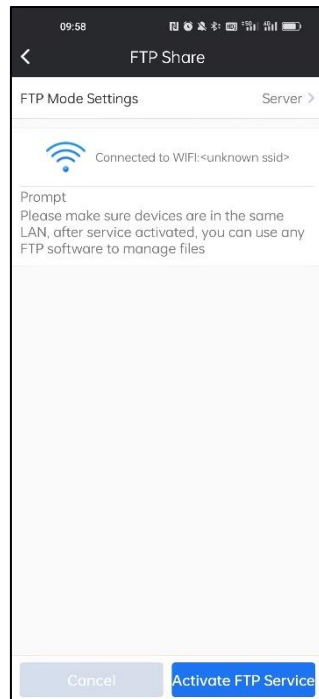 09:58
FTP Share
FTP Mode Settings Server
Connected to WIFI:<unknown ssid>
Prompt
Please make sure devices are in the same
LAN, after service activated, you can use any
FTP software to manage files
Cancel Activate FTP Service